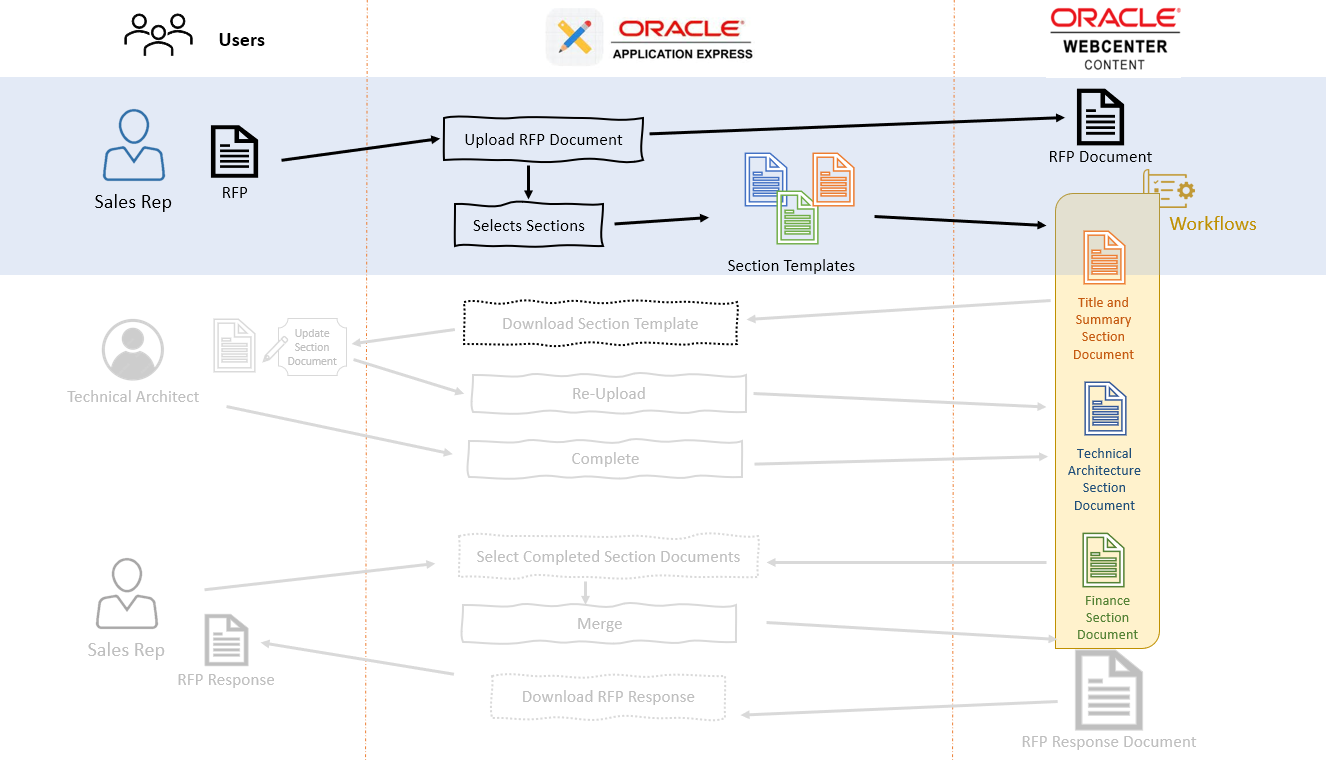 Users
ORACLE
APPLICATION EXPRESS
ORACLE®
WEBCENTER
CONTENT
Sales Rep
RFP
Upload RFP Document
RFP Document
Selects Sections
Section Templates
Workflows
Title and
Summary
Section
Document
Download Section Template
Update
Section
Document
Technical Architect
Re-Upload
Complete
Technical
Architecture
Section
Document
Select Completed Section Documents
Finance
Section
Document
Merge
Sales Rep
RFP Response
Download RFP Response
RFP Response Document